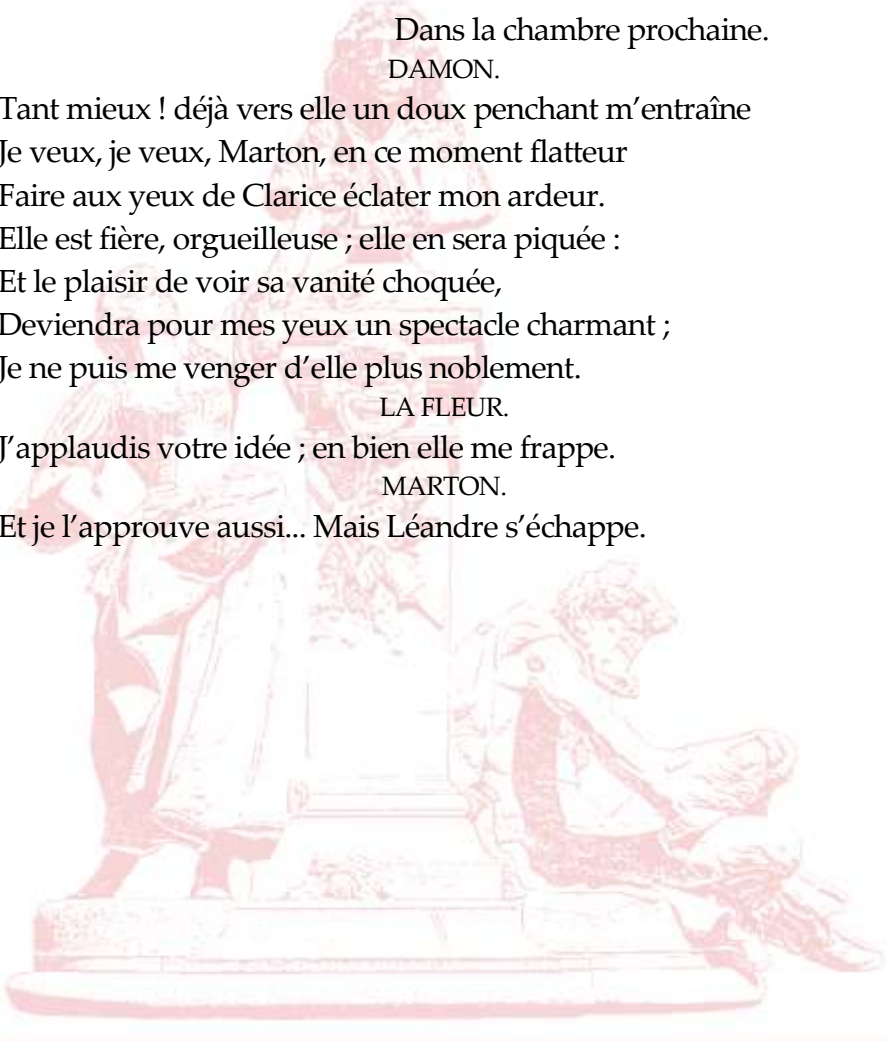 Dans la chambre prochaine.
DAMON.
Tant mieux ! déjà vers elle un doux penchant m’entraîne
Je veux, je veux, Marton, en ce moment flatteur
Faire aux yeux de Clarice éclater mon ardeur.
Elle est fière, orgueilleuse ; elle en sera piquée :
Et le plaisir de voir sa vanité choquée,
Deviendra pour mes yeux un spectacle charmant ;
Je ne puis me venger d’elle plus noblement.
LA FLEUR.
J’applaudis votre idée ; en bien elle me frappe.
MARTON.
Et je l’approuve aussi... Mais Léandre s’échappe.